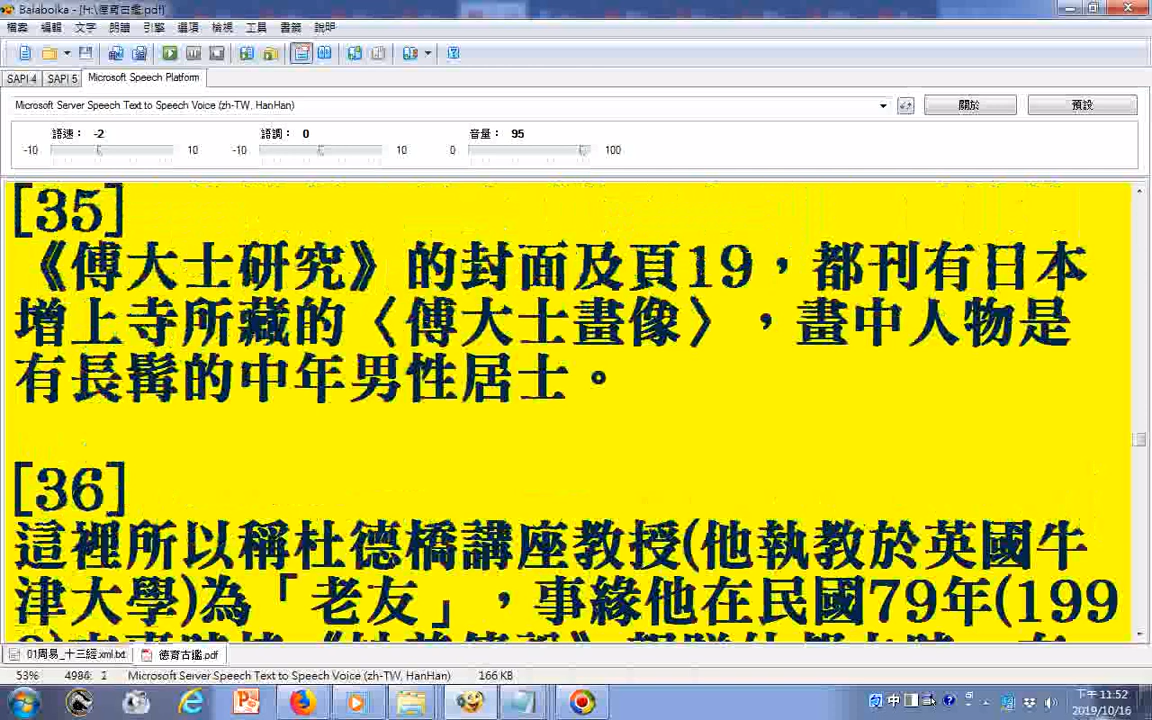 Balabolka - [H:\德育古鑑.pdf]
檔案 編輯 文字 朗讀 引擎 選項 檢視 工具 書籤 說明
SAPI 4 SAPI 5 Microsoft Speech Platform
Microsoft Server Speech Text to Speech Voice (zh-TW, HanHan) 關於 預設
語速： -2 語調： 0 音量： 95
-10 10 -10 10 0 100
[35]
《傅大士研究》的封面及頁19，都刊有日本
增上寺所藏的〈傅大士畫像〉，畫中人物是
有長髯的中年男性居士。
[36]
這裡所以稱杜德橋講座教授(他執教於英國牛
津大學)為「老友」，事緣他在民國79年(199
01周易_十三經.xml.txt 德育古鑑.pdf
53% 4986: 1 Microsoft Server Speech Text to Speech Voice (zh-TW, HanHan) 166 KB
中 下午 11:52
2019/10/16